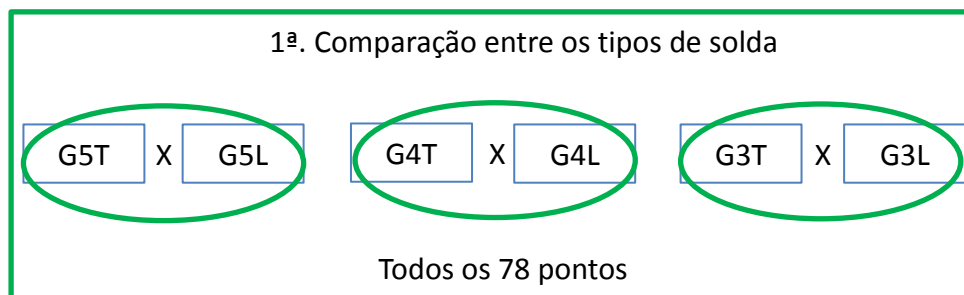 1ª. Comparação entre os tipos de solda
G5T X G5L G4T X G4L G3T X G3L
Todos os 78 pontos